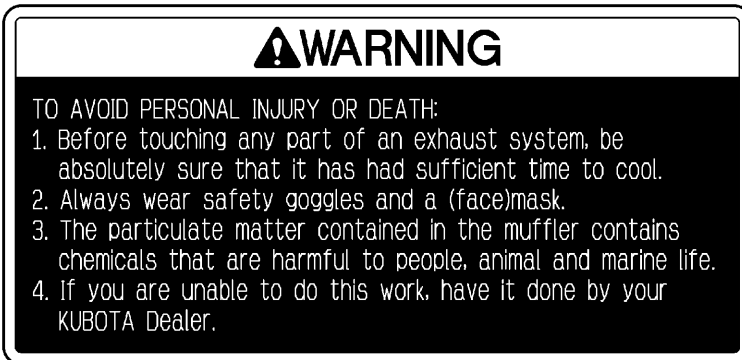 ⚠WARNING
TO AVOID PERSONAL INJURY OR DEATH:
1. Before touching any part of an exhaust system, be
absolutely sure that it has had sufficient time to cool.
2. Always wear safety goggles and a (face)mask.
3. The particulate matter contained in the muffler contains
chemicals that are harmful to people, animal and marine life.
4. If you are unable to do this work, have it done by your
KUBOTA Dealer.